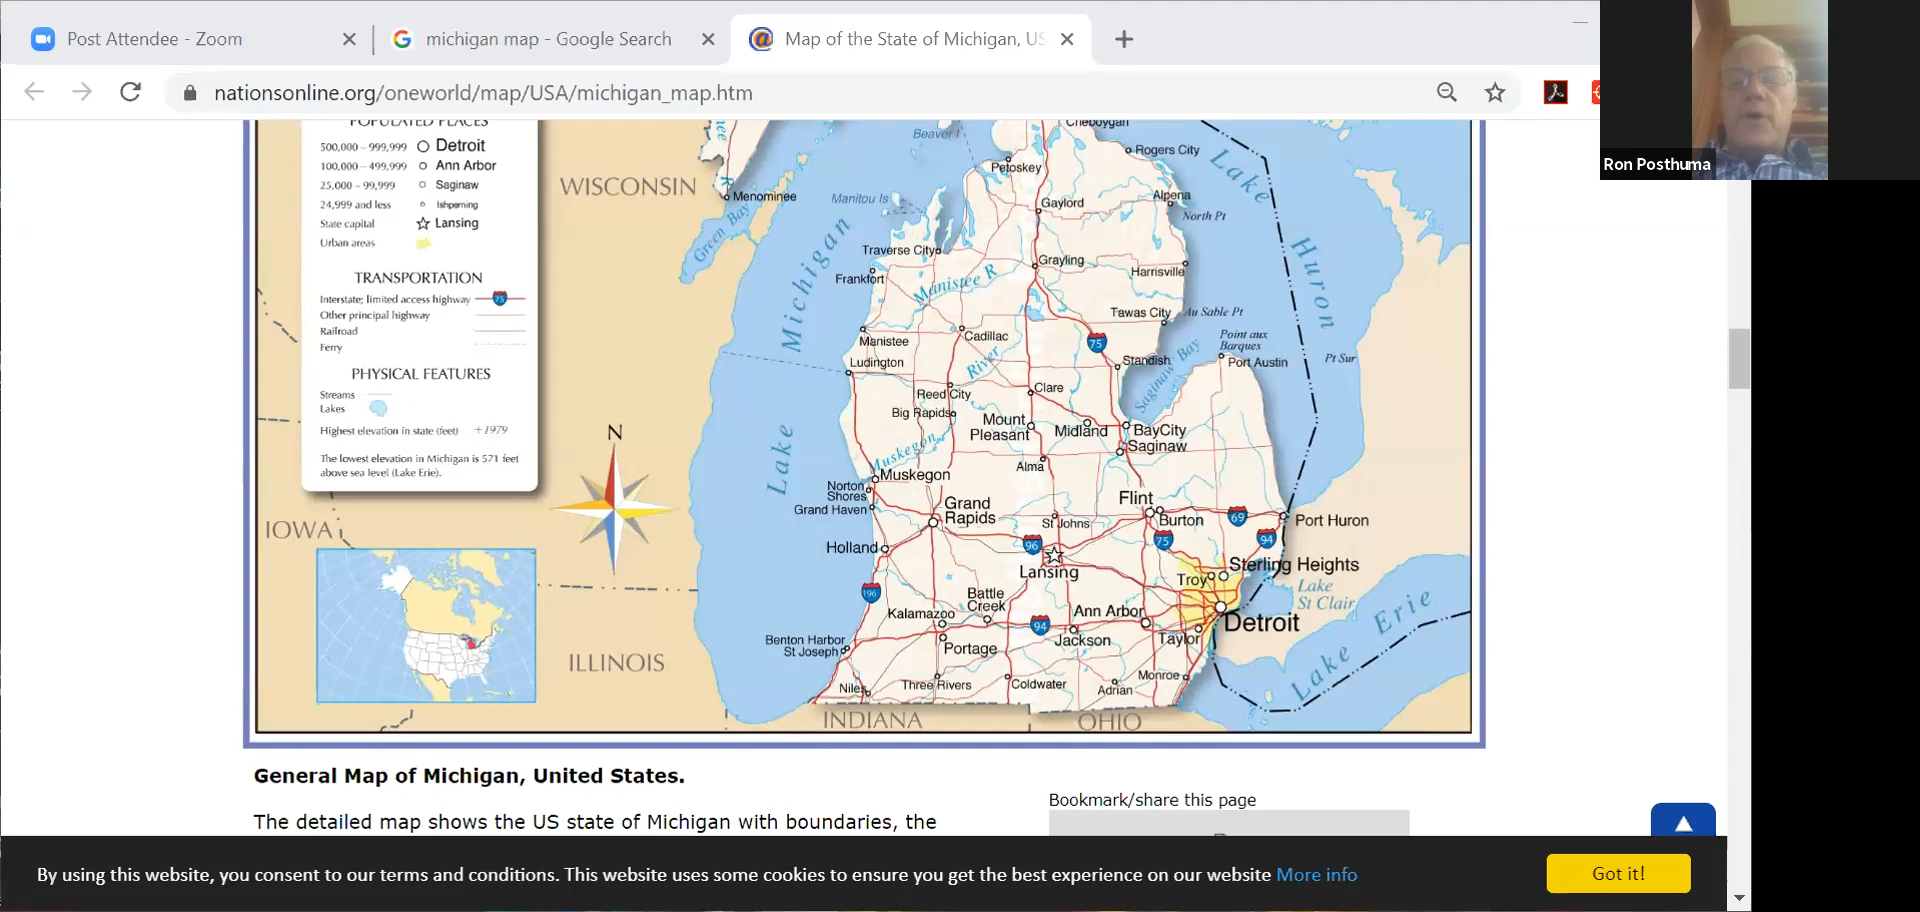 Post Attendee - Zoom
michigan map - Google Search
Map of the State of Michigan, US
nationsonline.org/oneworld/map/USA/michigan_map.htm
Ron Posthuma
POPULATED PLACES
500,000 – 999,999 Detroit
100,000 – 499,999 Ann Arbor
25,000 – 99,999 Saginaw
24,999 and less Ishpeming
State capital Lansing
Urban areas
TRANSPORTATION
Interstate; limited access highway 75
Other principal highway
Railroad
Ferry
PHYSICAL FEATURES
Streams
Lakes
Highest elevation in state (feet) +1979
The lowest elevation in Michigan is 571 feet
above sea level (Lake Erie).
N
WISCONSIN
IOWA
ILLINOIS
INDIANA
OHIO
Menominee
Green Bay
Lake Michigan
Beaver I
Manitou Is
Cheboygan
Rogers City
Petoskey
Lake Huron
Gaylord
Alpena
North Pt
Traverse City
Frankfort
Grayling
Harrisville
Manistee R
Tawas City
Au Sable Pt
Manistee
Cadillac
75
Point aux
Barques
Ludington
Standish
Port Austin
Pt Sur
River
Saginaw Bay
Reed City
Clare
Big Rapids
Mount
Pleasant
Midland
BayCity
Saginaw
Muskegon
Muskegon
Alma
Norton
Shores
Grand Haven
Grand
Rapids
Flint
Burton
69
Port Huron
St Johns
Holland
96
75
94
Lansing
Sterling Heights
Troy
Lake
St Clair
196
Battle
Creek
Kalamazoo
94
Ann Arbor
Detroit
Lake Erie
Jackson
Taylor
Benton Harbor
St Joseph
Portage
Niles
Three Rivers
Coldwater
Adrian
Monroe
General Map of Michigan, United States.
The detailed map shows the US state of Michigan with boundaries, the
Bookmark/share this page
By using this website, you consent to our terms and conditions. This website uses some cookies to ensure you get the best experience on our website More info
Got it!